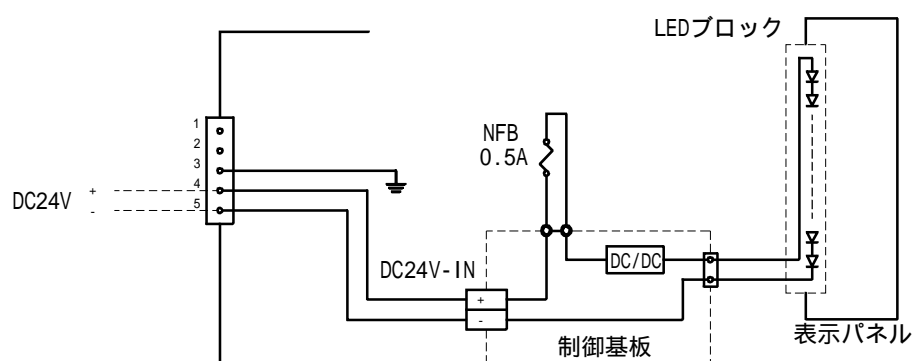 LEDブロック
1
2
3
4
5
NFB
0.5A
DC24V
+
-
DC/DC
DC24V-IN
+
-
制御基板
表示パネル